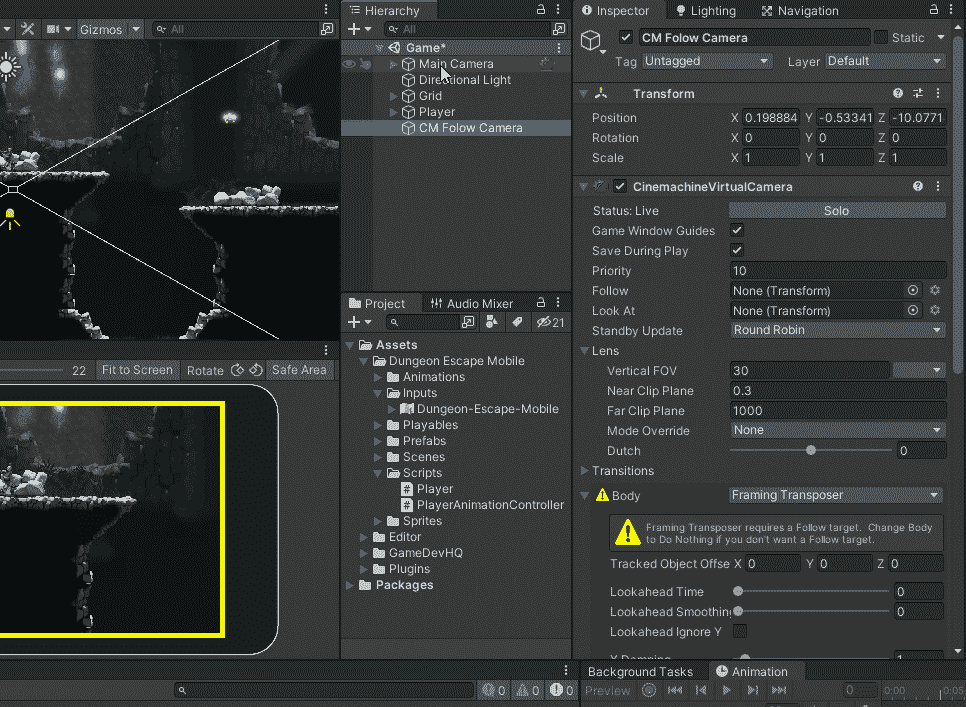 Gizmos
All
22
Fit to Screen
Rotate
Safe Area
Hierarchy
All
Game*
Main Camera
Directional Light
Grid
Player
CM Folow Camera
Project
Audio Mixer
21
Assets
Dungeon Escape Mobile
Animations
Inputs
Dungeon-Escape-Mobile
Playables
Prefabs
Scenes
Scripts
Player
PlayerAnimationController
Sprites
Editor
GameDevHQ
Plugins
Packages
0 0 0
Inspector Lighting Navigation
CM Folow Camera Static
Tag Untagged Layer Default
Transform
Position X 0.198884 Y -0.53341 Z -10.0771
Rotation X 0 Y 0 Z 0
Scale X 1 Y 1 Z 1
CinemachineVirtualCamera
Status: Live Solo
Game Window Guides
Save During Play
Priority 10
Follow None (Transform)
Look At None (Transform)
Standby Update Round Robin
Lens
Vertical FOV 30
Near Clip Plane 0.3
Far Clip Plane 1000
Mode Override None
Dutch 0
Transitions
Body Framing Transposer
Framing Transposer requires a Follow target. Change Body
to Do Nothing if you don't want a Follow target.
Tracked Object Offse X 0 Y 0 Z 0
Lookahead Time 0
Lookahead Smoothing 0
Lookahead Ignore Y
X Damping 1
Background Tasks Animation
Preview 0 0:00 0:05